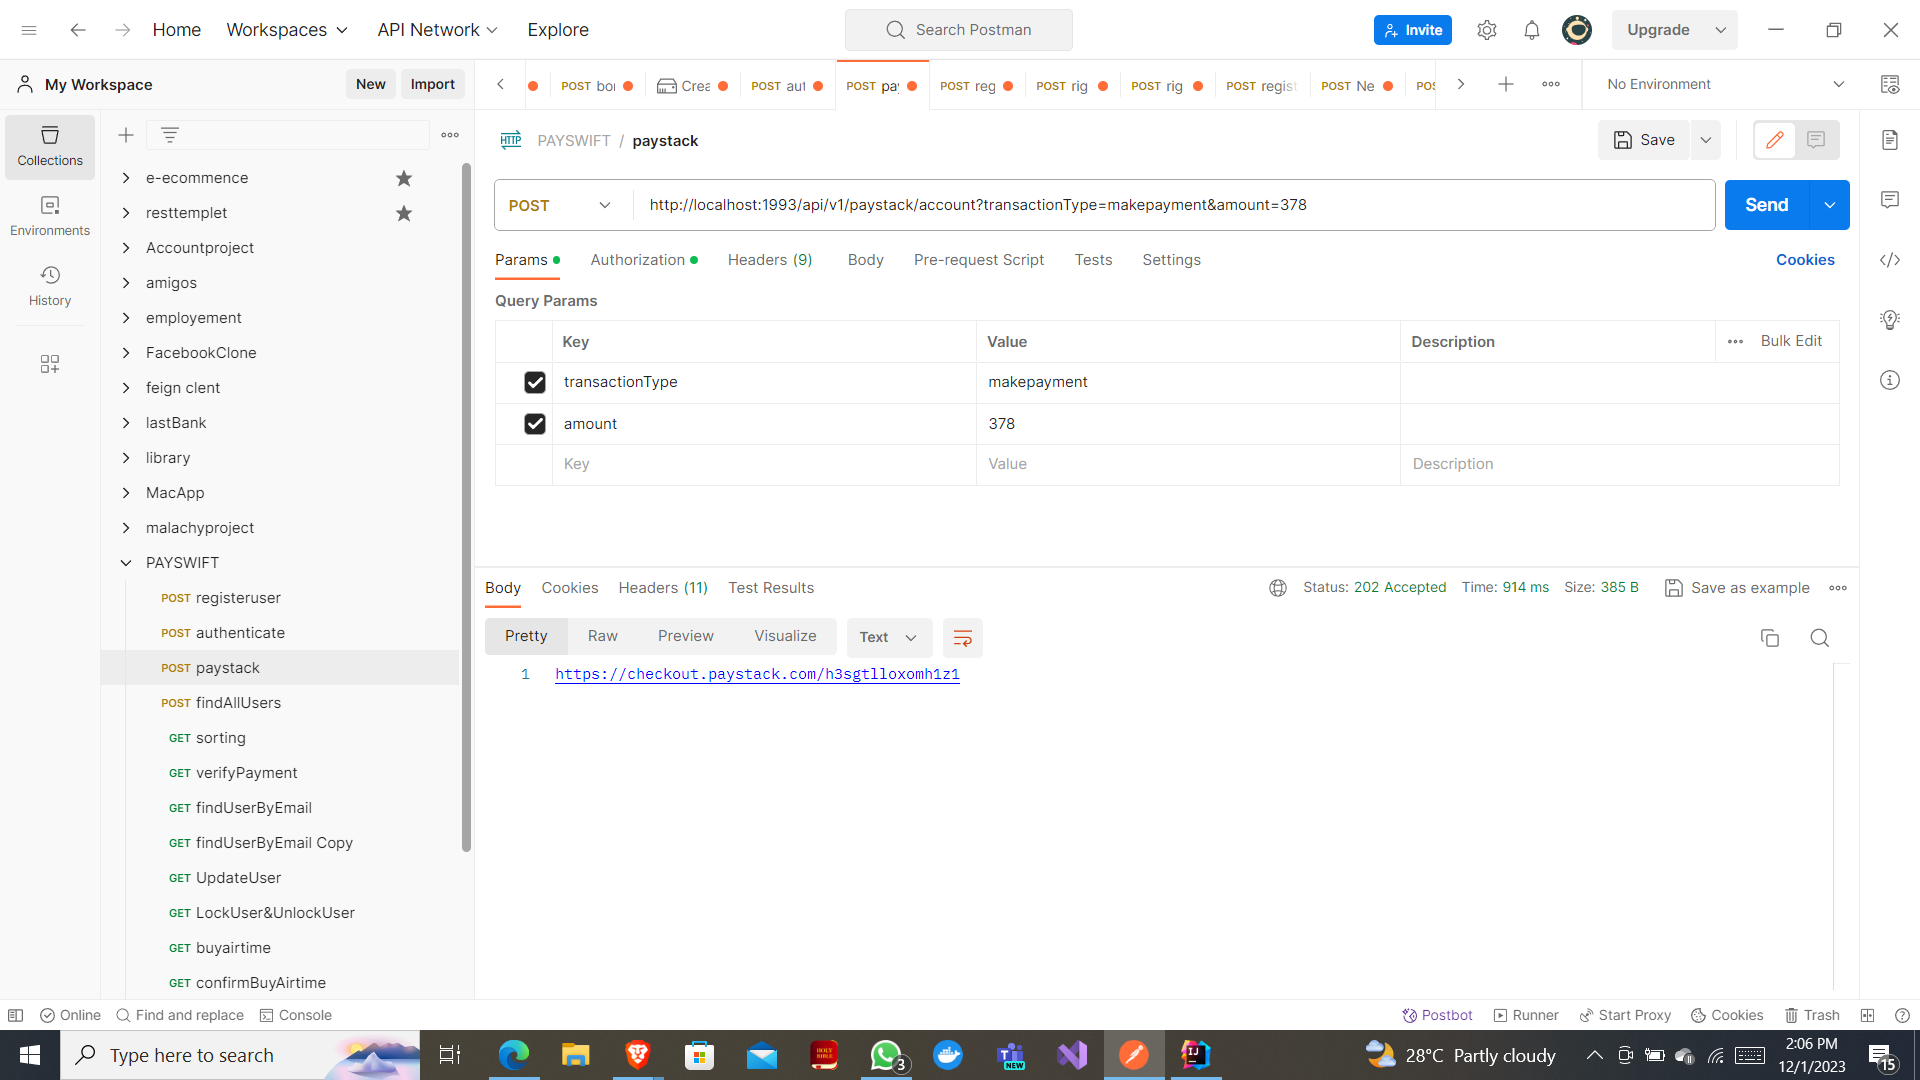 Home Workspaces API Network Explore Search Postman Invite Upgrade
My Workspace New Import
POST Crea POST aut POST POST reg POST rig POST rig POST regist POST Ne No Environment
PAYSWIFT / paystack Save
Collections
Environments
History
e-ecommence
resttemplet
Accountproject
amigos
employement
FacebookClone
feign clent
lastBank
library
MacApp
malachyproject
PAYSWIFT
POST registeruser
POST authenticate
POST paystack
POST findAllUsers
GET sorting
GET verifyPayment
GET findUserByEmail
GET findUserByEmail Copy
GET UpdateUser
GET LockUser&UnlockUser
GET buyairtime
GET confirmBuyAirtime
POST http://localhost:1993/api/v1/paystack/account?transactionType=makepayment&amount=378 Send
Params Authorization Headers (9) Body Pre-request Script Tests Settings Cookies
Query Params
Key Value Description Bulk Edit
transactionType makepayment
amount 378
Key Value Description
Body Cookies Headers (11) Test Results Status: 202 Accepted Time: 914 ms Size: 385 B Save as example
Pretty Raw Preview Visualize Text
1 https://checkout.paystack.com/h3sgtlloxomh1z1
Online Find and replace Console Postbot Runner Start Proxy Cookies Trash
Type here to search 3 NEW 28°C Partly cloudy 2:06 PM
12/1/2023 15